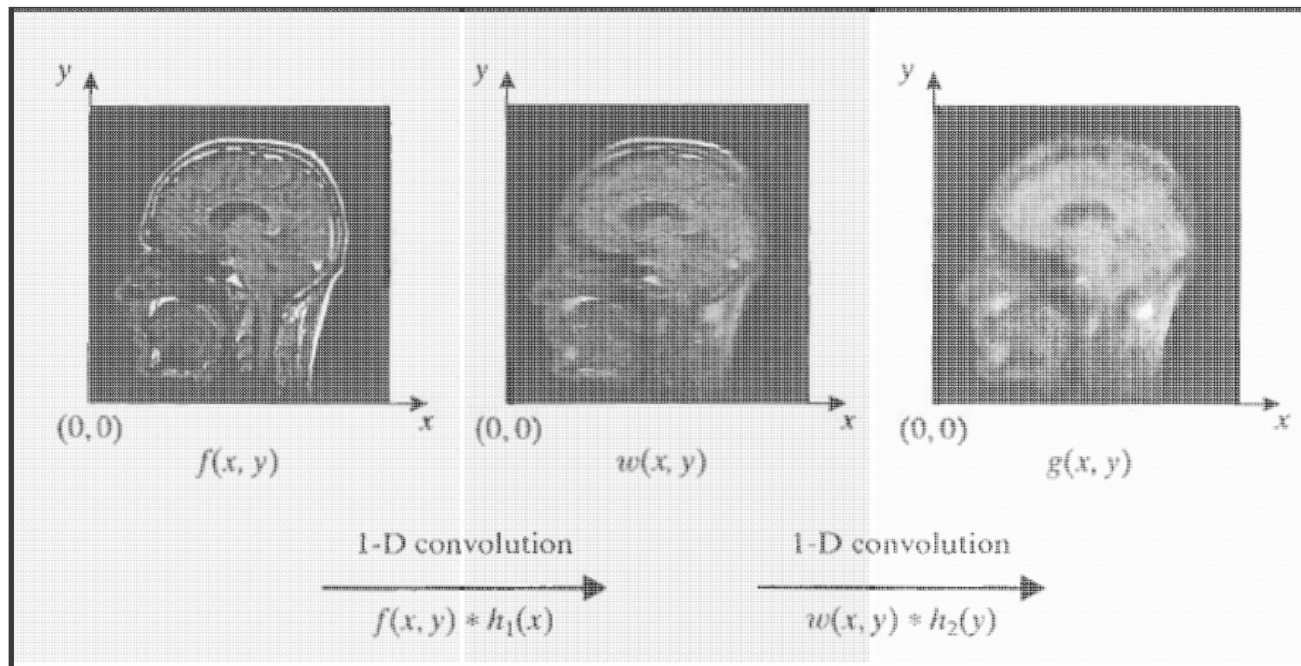 y
y
y
(0, 0)
x
(0, 0)
x
(0, 0)
x
f(x, y)
w(x, y)
g(x, y)
1-D convolution
1-D convolution
f(x, y) * h₁(x)
w(x, y) * h₂(y)